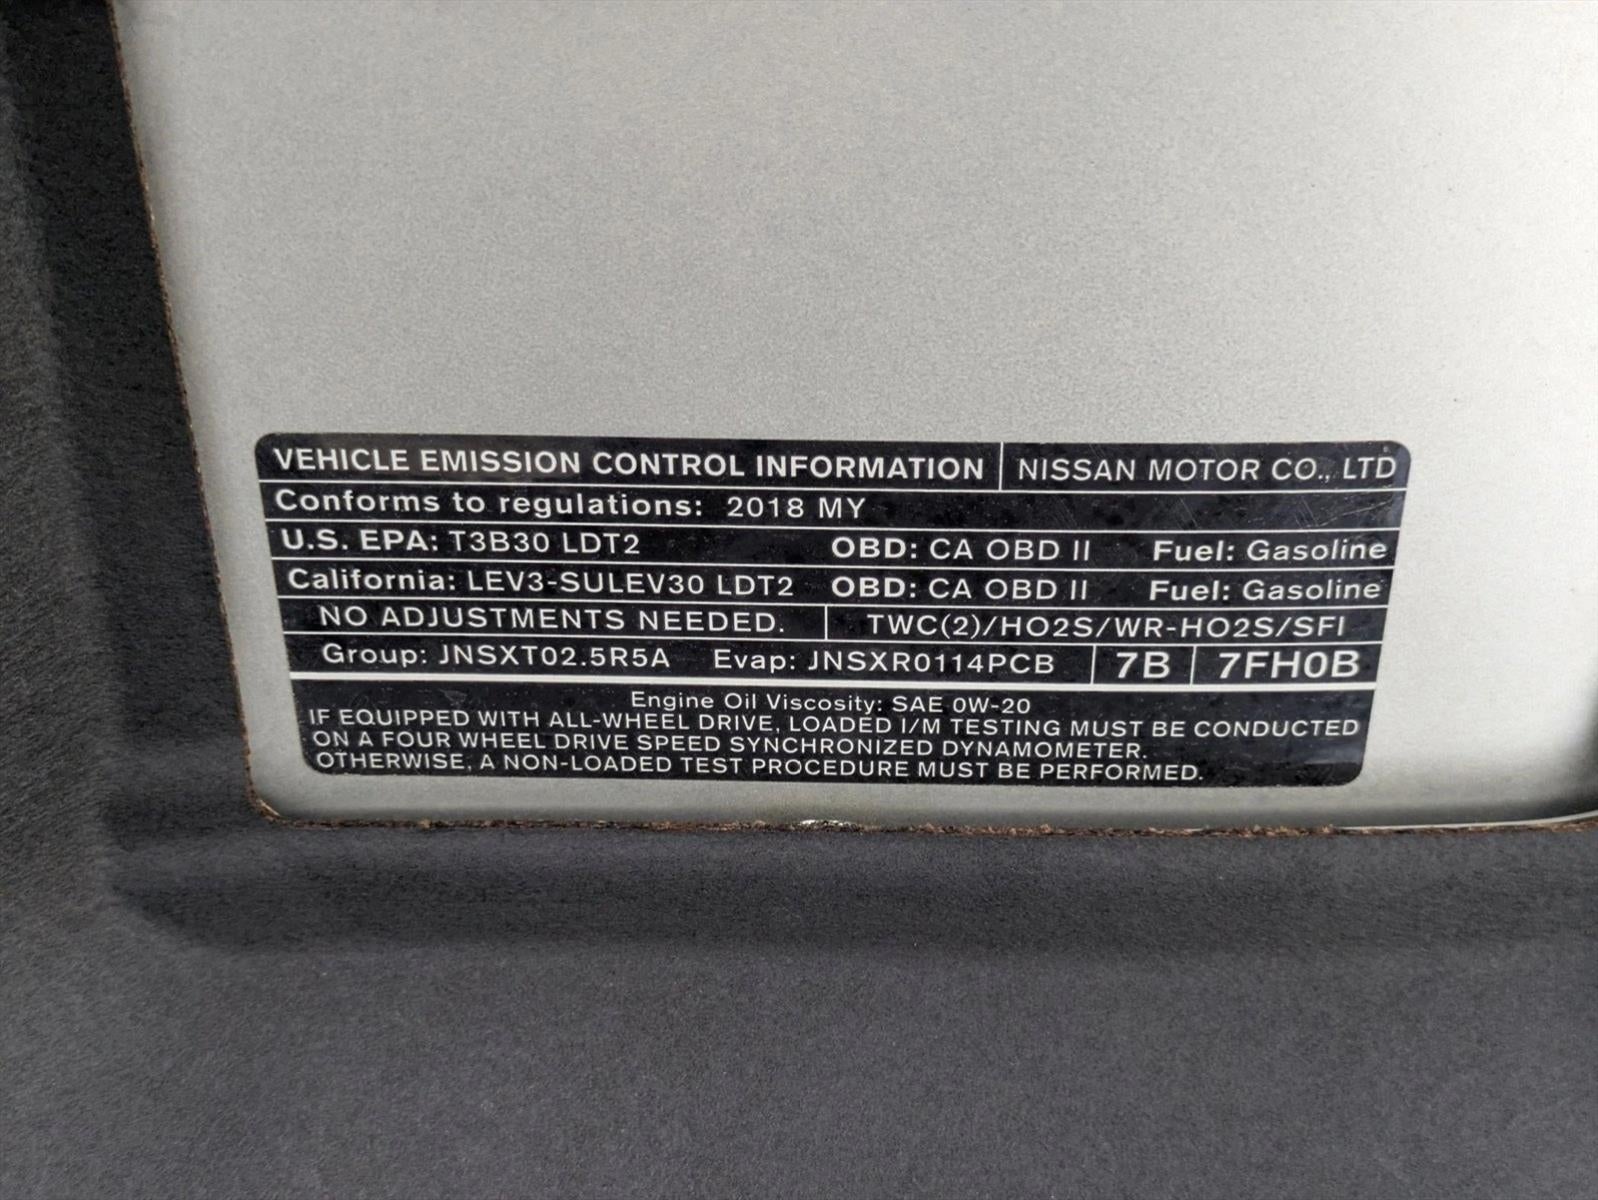 VEHICLE EMISSION CONTROL INFORMATION NISSAN MOTOR CO., LTD
Conforms to regulations: 2018 MY
U.S. EPA: T3B30 LDT2 OBD: CA OBD II Fuel: Gasoline
California: LEV3-SULEV30 LDT2 OBD: CA OBD II Fuel: Gasoline
NO ADJUSTMENTS NEEDED. TWC(2)/HO2S/WR-HO2S/SFI
Group: JNSXT02.5R5A Evap: JNSXR0114PCB 7B 7FH0B
Engine Oil Viscosity: SAE 0W-20
IF EQUIPPED WITH ALL-WHEEL DRIVE, LOADED I/M TESTING MUST BE CONDUCTED
ON A FOUR WHEEL DRIVE SPEED SYNCHRONIZED DYNAMOMETER.
OTHERWISE, A NON-LOADED TEST PROCEDURE MUST BE PERFORMED.